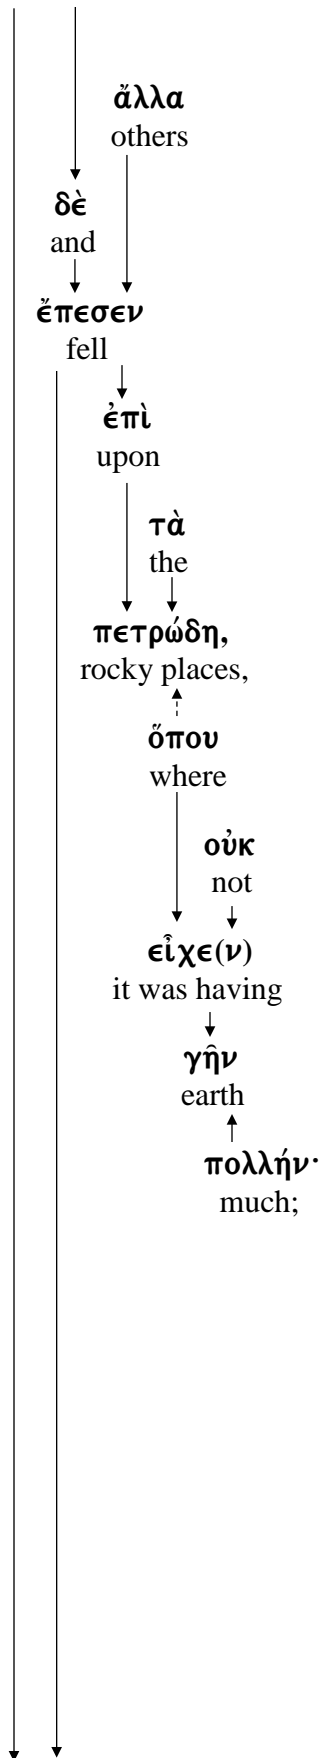 ἄλλα
others
δὲ
and
ἔπεσεν
fell
ἐπὶ
upon
τὰ
the
πετρώδη,
rocky places,
ὅπου
where
οὐκ
not
εἶχε(ν)
it was having
γῆν
earth
πολλήν·
much;